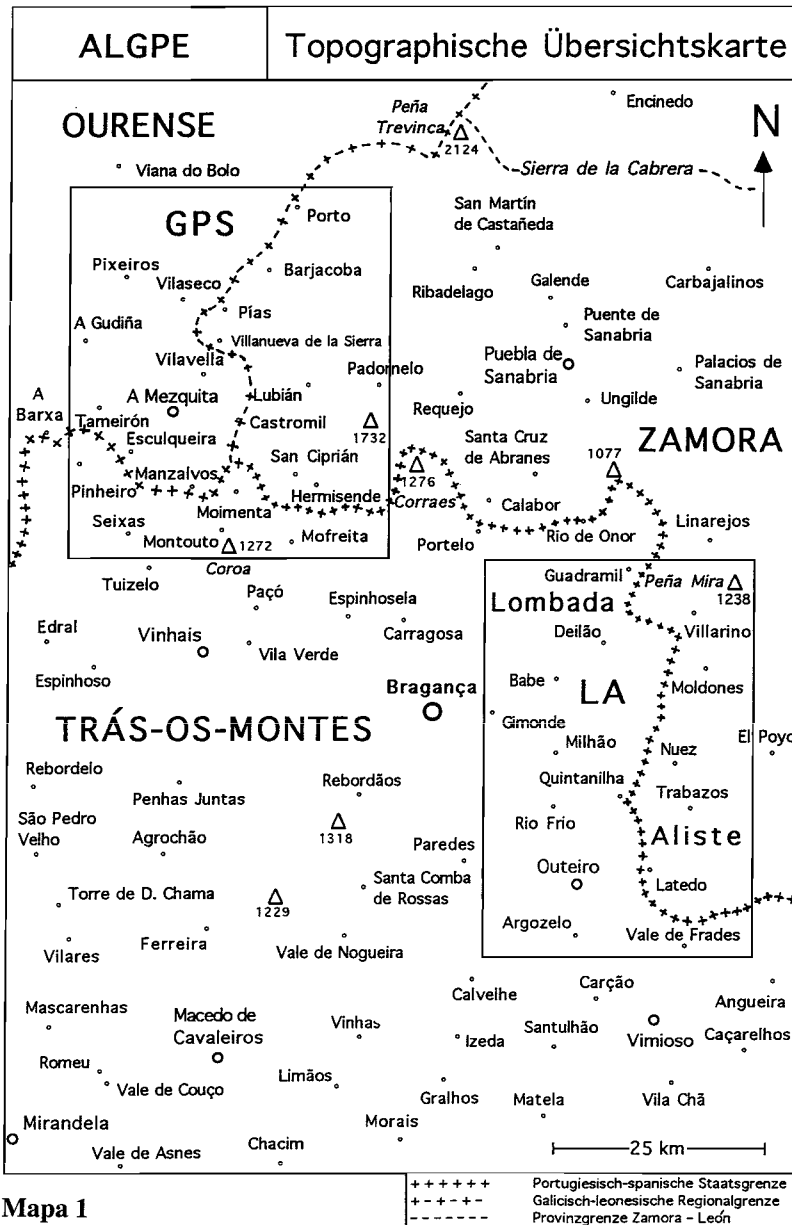 ALGPE
Topographische Übersichtskarte
Peña
Trevinca
2124
Encinedo
OURENSE
N
Viana do Bolo
Sierra de la Cabrera
GPS
Porto
San Martín
de Castañeda
Pixeiros
Barjacoba
Vilaseco
Ribadelago
Galende
Carbajalinos
A Gudiña
Pías
Puente de
Sanabria
Villanueva de la Sierra
Vilavella
Puebla de
Sanabria
Palacios de
Sanabria
Padornelo
A
Barxa
A Mezquita
Lubián
Requejo
Ungilde
Tameirón
Castromil
1732
Esculqueira
Santa Cruz
de Abranes
1077
ZAMORA
Manzalvos
San Ciprián
1276
Corraes
Pinheiro
Hermisende
Calabor
Moimenta
Seixas
Montouto
1272
Coroa
Mofreita
Portelo
Rio de Onor
Linarejos
Tuizelo
Guadramil
Peña Mira
1238
Paçó
Espinhosela
Lombada
Edral
Vinhais
Carragosa
Deilão
Villarino
Vila Verde
Espinhoso
Bragança
Babe
LA
Moldones
Gimonde
TRÁS-OS-MONTES
Milhão
Nuez
El Poyo
Rebordelo
Penhas Juntas
Rebordãos
Quintanilha
Trabazos
São Pedro
Velho
Agrochão
1318
Rio Frio
Paredes
Aliste
Outeiro
Santa Comba
de Rossas
Latedo
Torre de D. Chama
1229
Argozelo
Vale de Frades
Vilares
Ferreira
Vale de Nogueira
Calvelhe
Carção
Angueira
Mascarenhas
Macedo de
Cavaleiros
Vinhas
Izeda
Santulhão
Vimioso
Caçarelhos
Romeu
Vale de Couço
Limãos
Gralhos
Matela
Vila Chã
Mirandela
Morais
Vale de Asnes
Chacim
25 km
Mapa 1
Portugiesisch-spanische Staatsgrenze
Galicisch-leonesische Regionalgrenze
Provinzgrenze Zamora - León